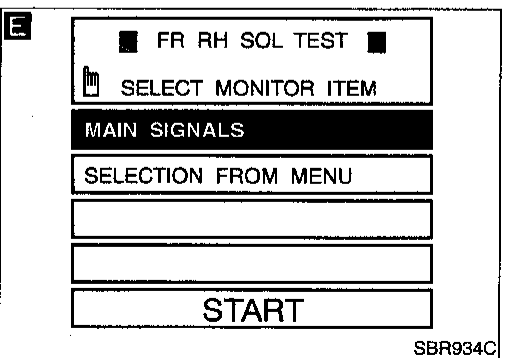 E
FR RH SOL TEST
SELECT MONITOR ITEM
MAIN SIGNALS
SELECTION FROM MENU
START
SBR934C